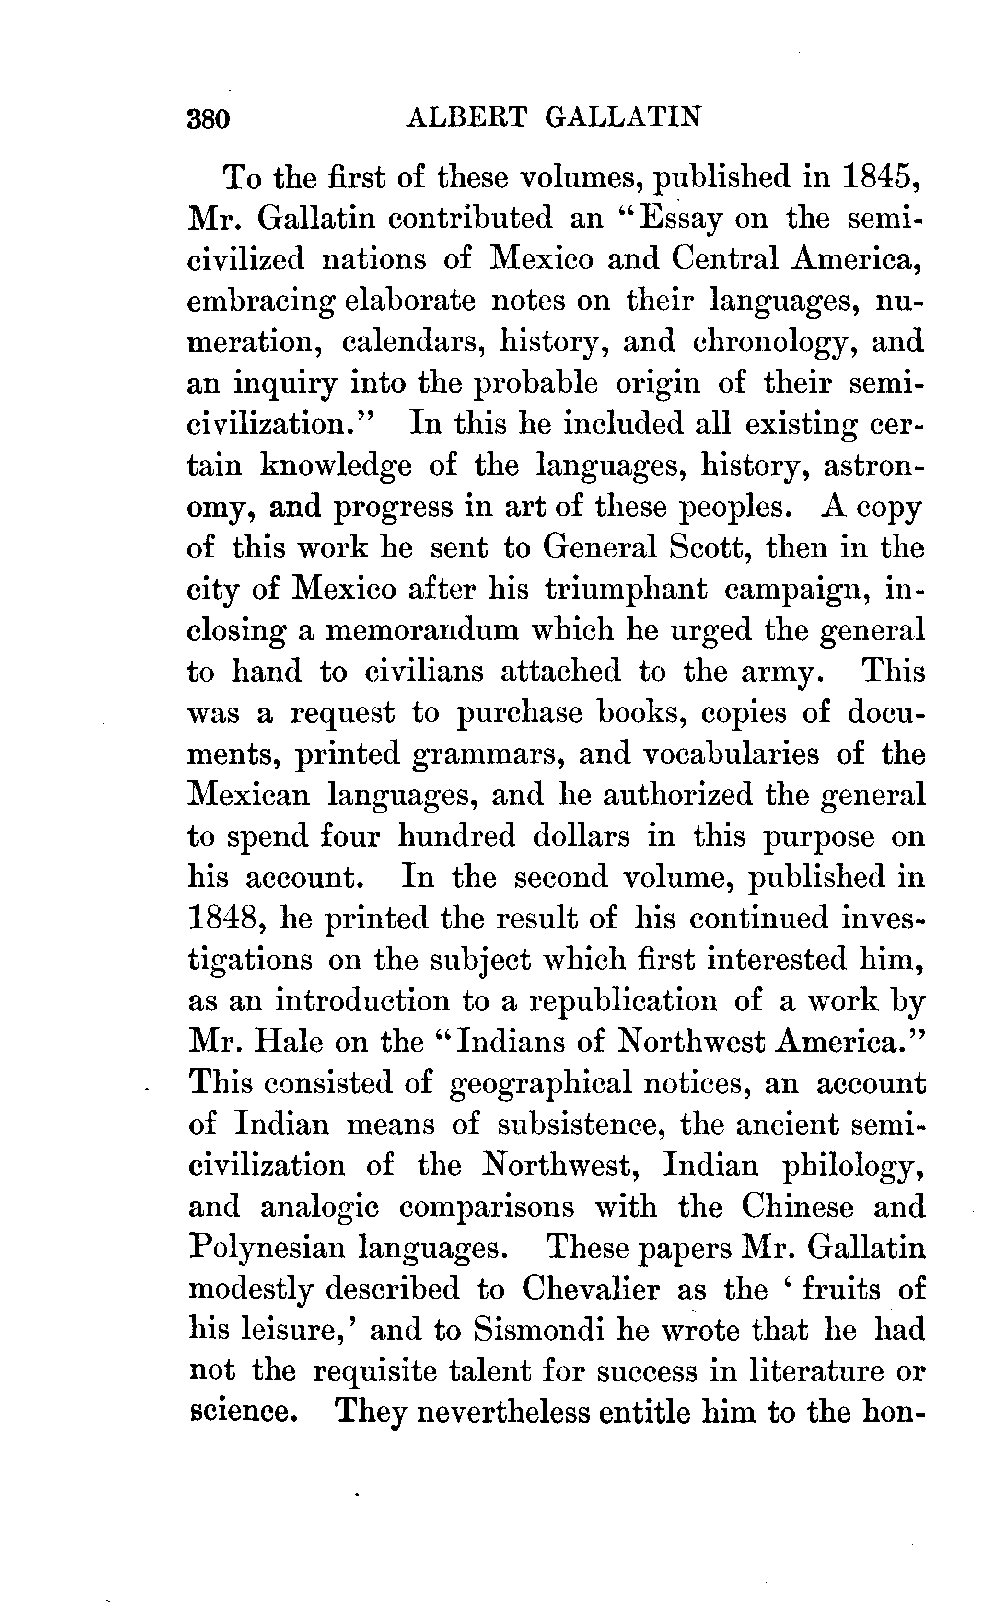 380 ALBERT GALLATIN
To the first of these volumes, published in 1845,
Mr. Gallatin contributed an “Essay on the semi-
civilized nations of Mexico and Central America,
embracing elaborate notes on their languages, nu-
meration, calendars, history, and chronology, and
an inquiry into the probable origin of their semi-
civilization.” In this he included all existing cer-
tain knowledge of the languages, history, astron-
omy, and progress in art of these peoples. A copy
of this work he sent to General Scott, then in the
city of Mexico after his triumphant campaign, in-
closing a memorandum which he urged the general
to hand to civilians attached to the army. This
was a request to purchase books, copies of docu-
ments, printed grammars, and vocabularies of the
Mexican languages, and he authorized the general
to spend four hundred dollars in this purpose on
his account. In the second volume, published in
1848, he printed the result of his continued inves-
tigations on the subject which first interested him,
as an introduction to a republication of a work by
Mr. Hale on the “Indians of Northwest America.”
This consisted of geographical notices, an account
of Indian means of subsistence, the ancient semi-
civilization of the Northwest, Indian philology,
and analogic comparisons with the Chinese and
Polynesian languages. These papers Mr. Gallatin
modestly described to Chevalier as the ‘ fruits of
his leisure,’ and to Sismondi he wrote that he had
not the requisite talent for success in literature or
science. They nevertheless entitle him to the hon-